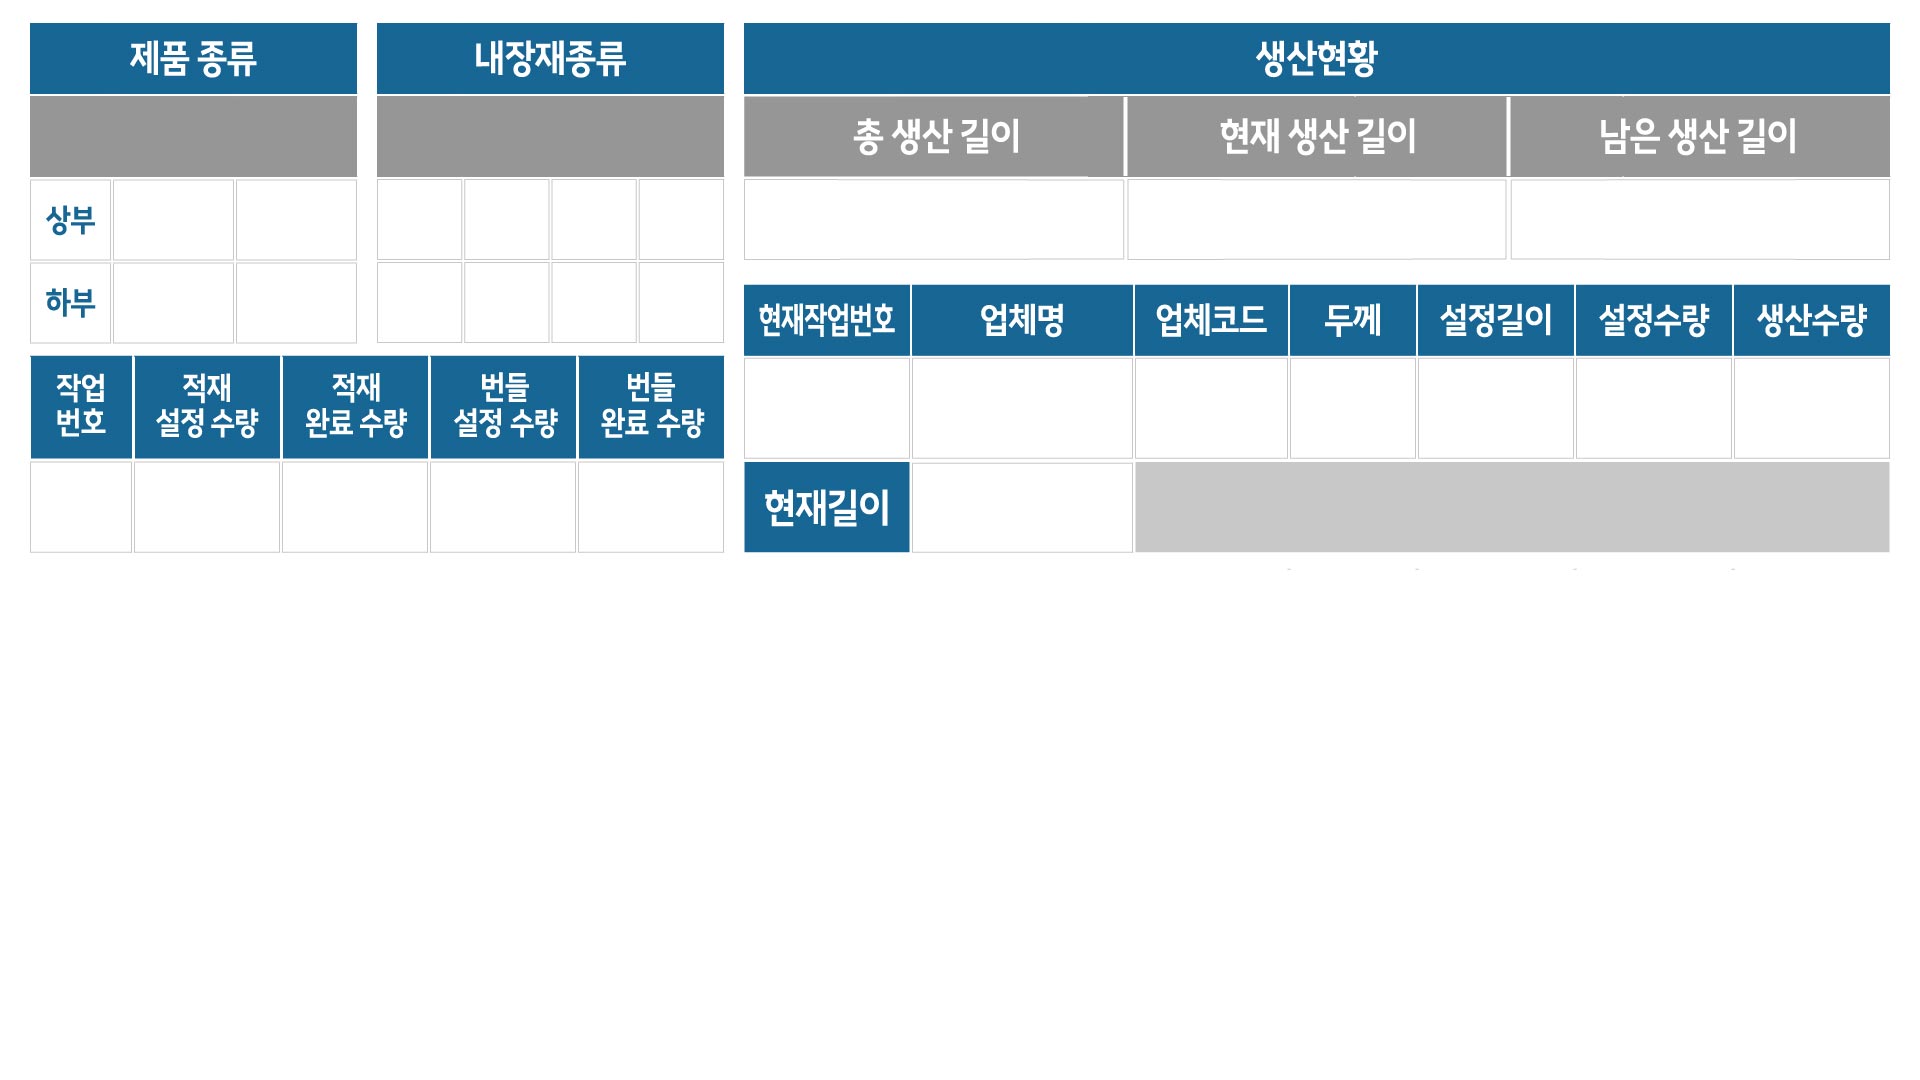 제품 종류
내장재종류
생산현황
총 생산 길이
현재 생산 길이
남은 생산 길이
상부
하부
현재작업번호
업체명
업체코드
두께
설정길이
설정수량
생산수량
작업
번호
적재
설정 수량
적재
완료 수량
번들
설정 수량
번들
완료 수량
현재길이